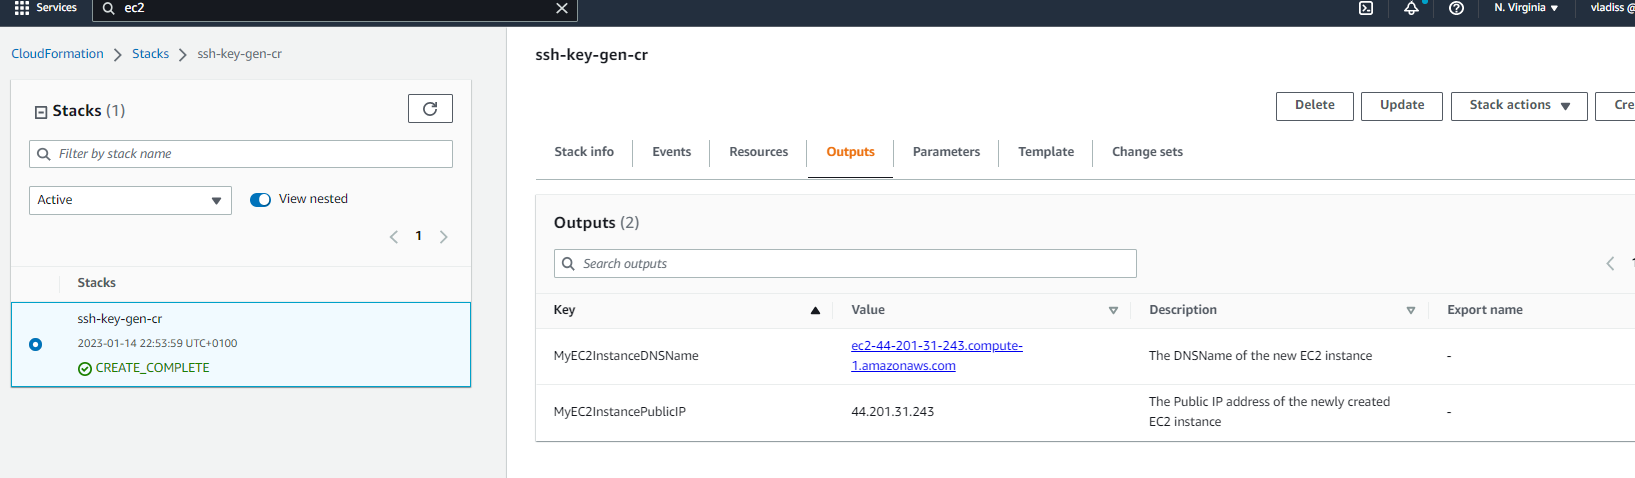 Services
ec2
N. Virginia
vladiss @
CloudFormation
Stacks
ssh-key-gen-cr
Stacks (1)
Filter by stack name
Active
View nested
1
Stacks
ssh-key-gen-cr
2023-01-14 22:53:59 UTC+0100
CREATE_COMPLETE
ssh-key-gen-cr
Delete
Update
Stack actions
Cre
Stack info
Events
Resources
Outputs
Parameters
Template
Change sets
Outputs (2)
Search outputs
1
Key
Value
Description
Export name
MyEC2InstanceDNSName
ec2-44-201-31-243.compute-
1.amazonaws.com
The DNSName of the new EC2 instance
-
MyEC2InstancePublicIP
44.201.31.243
The Public IP address of the newly created
EC2 instance
-